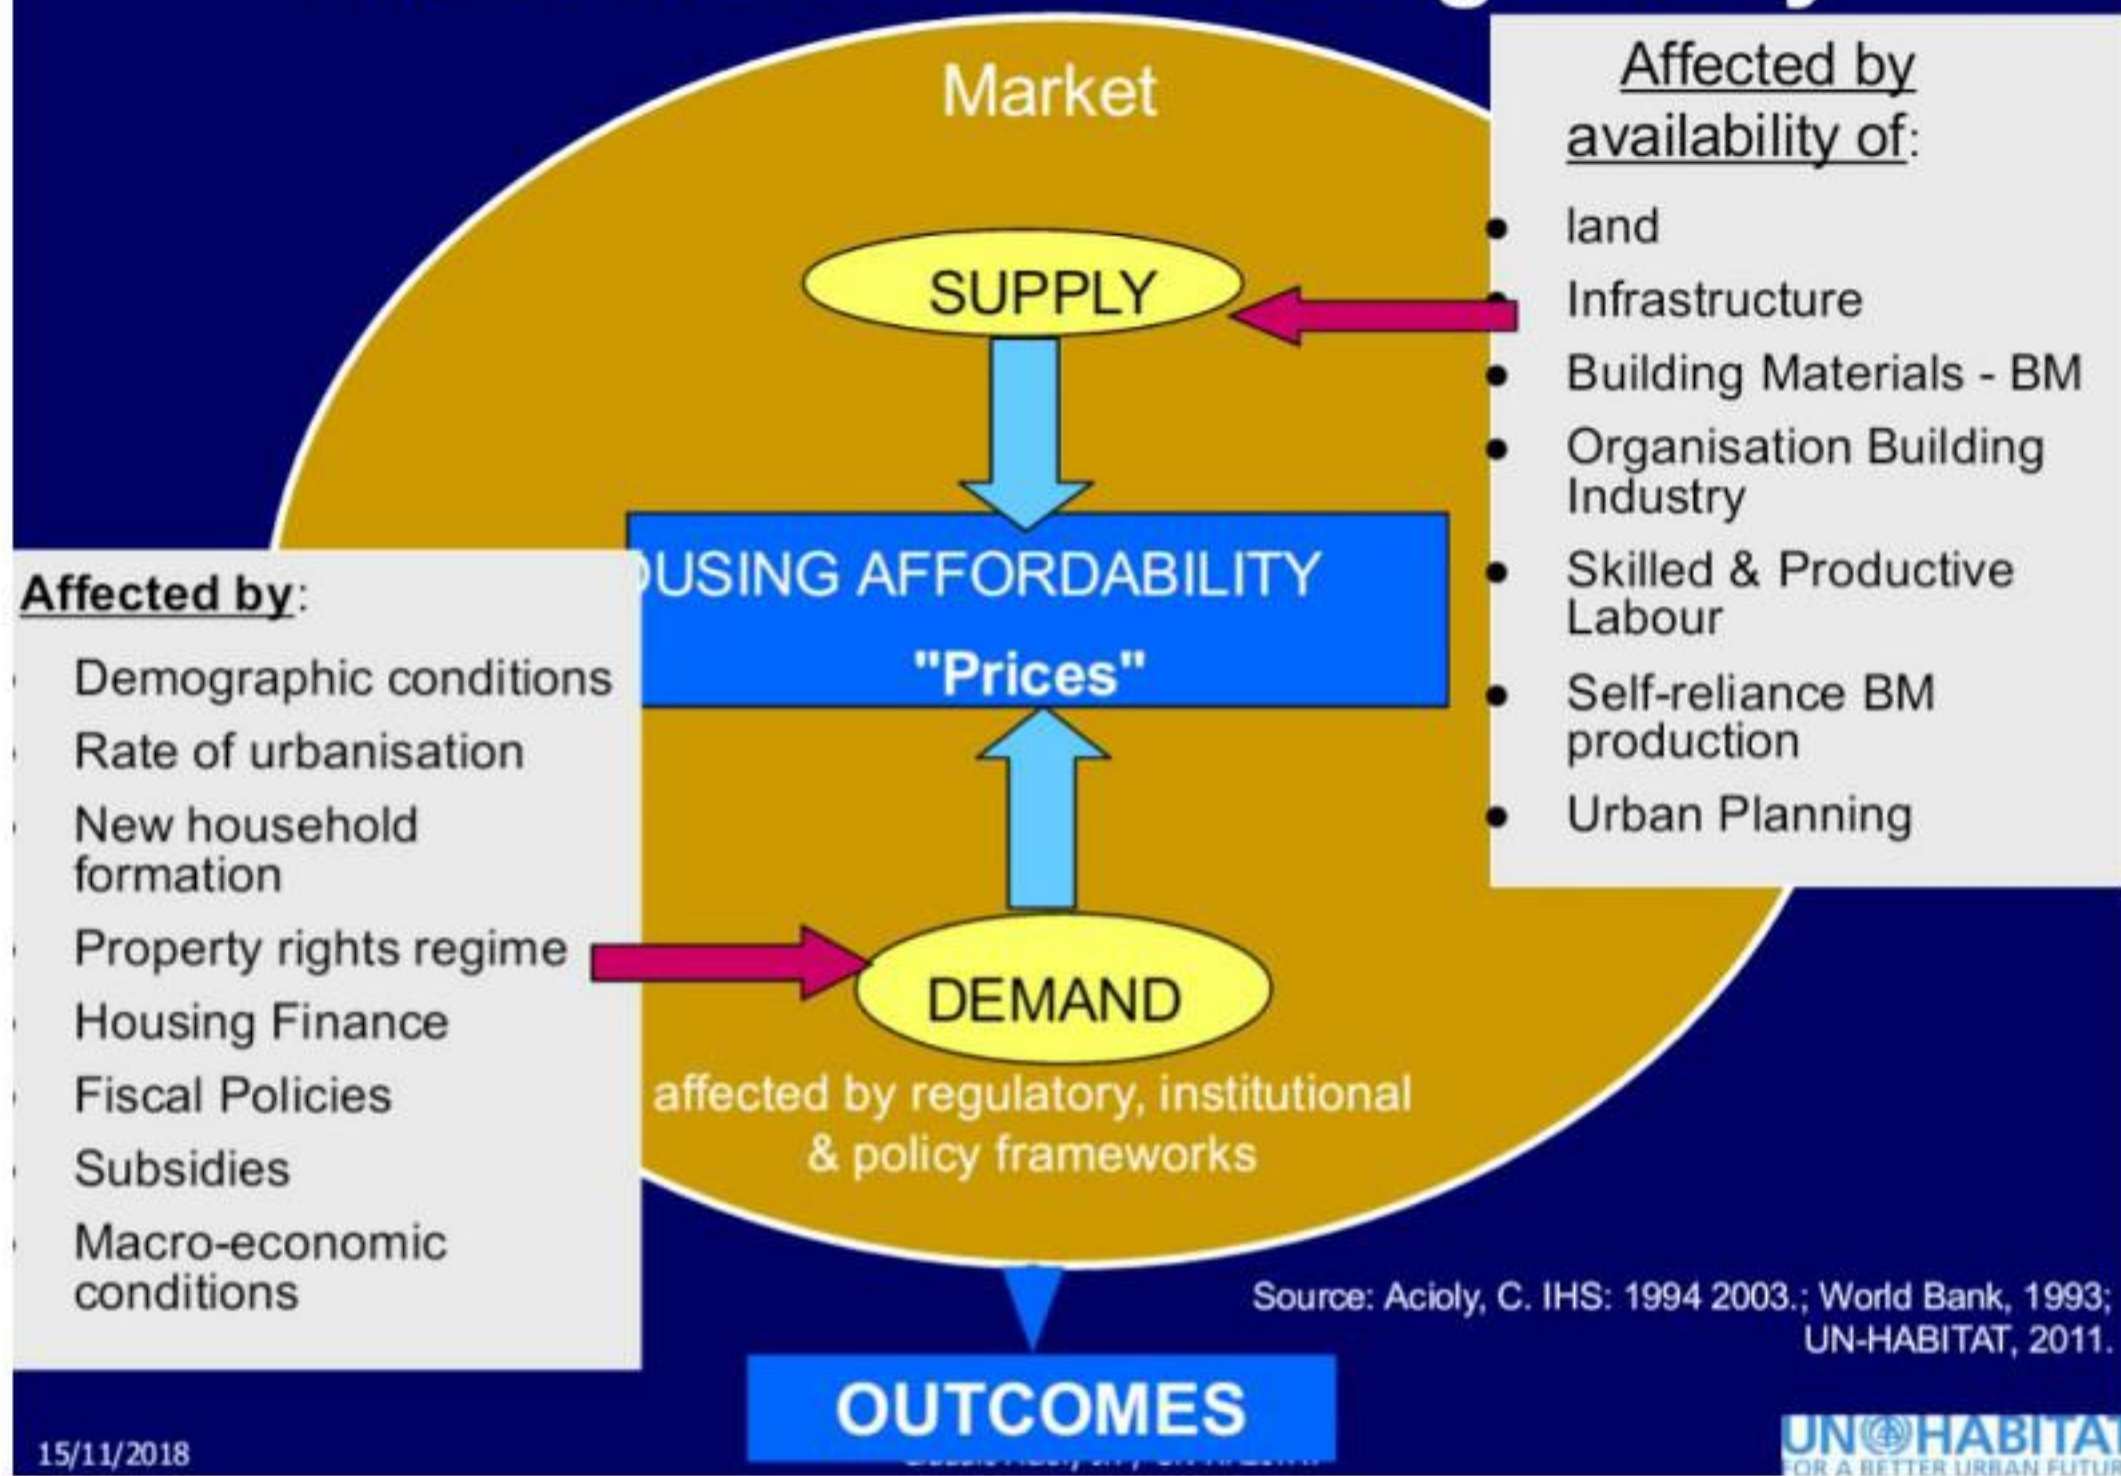 Market
SUPPLY
OUSING AFFORDABILITY
"Prices"
DEMAND
affected by regulatory, institutional
& policy frameworks
OUTCOMES
Affected by:
Demographic conditions
Rate of urbanisation
New household
formation
Property rights regime
Housing Finance
Fiscal Policies
Subsidies
Macro-economic
conditions
Affected by
availability of:
land
Infrastructure
Building Materials - BM
Organisation Building
Industry
Skilled & Productive
Labour
Self-reliance BM
production
Urban Planning
Source: Acioly, C. IHS: 1994 2003.; World Bank, 1993;
UN-HABITAT, 2011.
15/11/2018
UN HABITAT
FOR A BETTER URBAN FUTURE